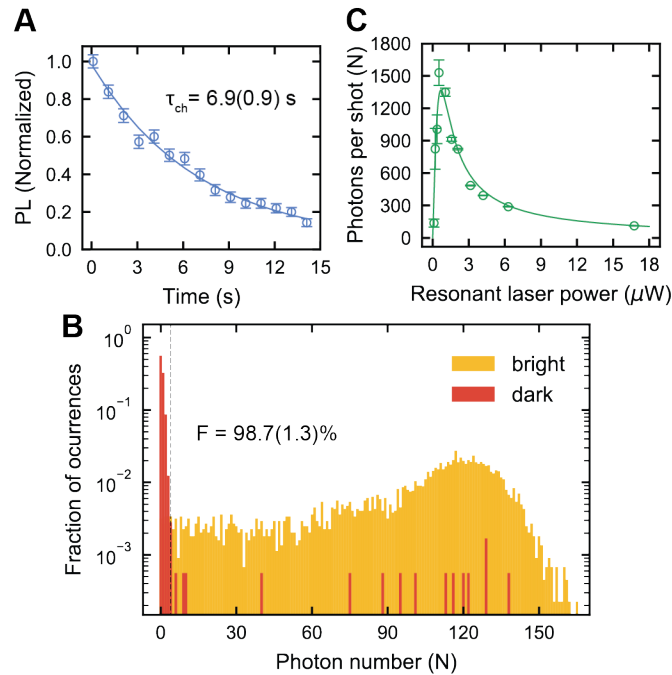 A
PL (Normalized)
1.0
0.8
0.6
0.4
0.2
0.0
τch= 6.9(0.9) s
0
3
6
9
12
15
Time (s)
C
Photons per shot (N)
1800
1500
1200
900
600
300
0
0
3
6
9
12
15
18
Resonant laser power (μW)
B
Fraction of ocurrences
10^0
10^-1
10^-2
10^-3
F = 98.7(1.3)%
bright
dark
0
30
60
90
120
150
Photon number (N)